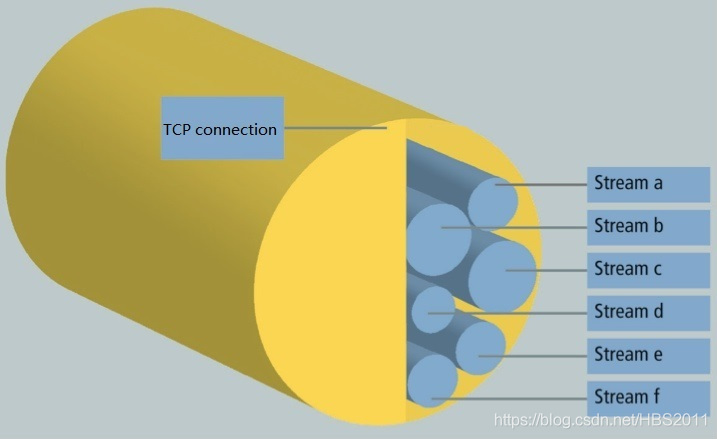 TCP connection
Stream a
Stream b
Stream c
Stream d
Stream e
Stream f
https://blog.csdn.net/HBS2011